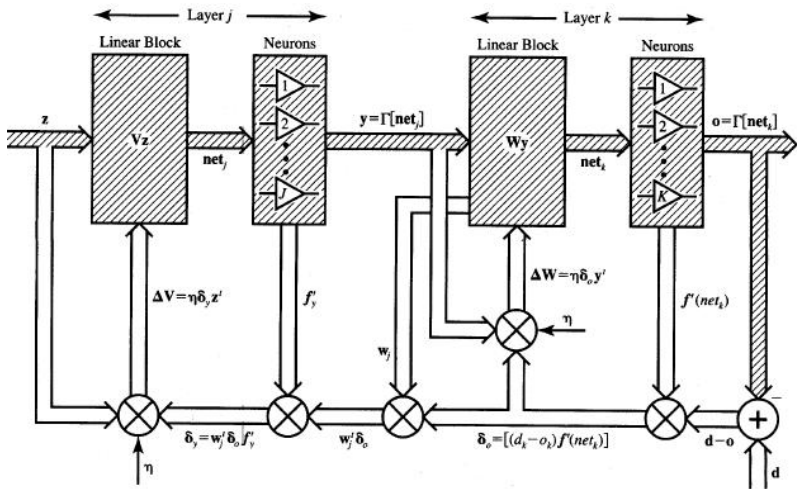 Layer j
Layer k
Linear Block
Neurons
Linear Block
Neurons
z
Vz
net_j
1
2
J
y=Γ[net_j]
Wy
net_k
1
2
K
o=Γ[net_k]
ΔV=ηδ_y z^t
f'_y
ΔW=ηδ_o y^t
f'(net_k)
w_j
η
−
+
δ_y=w_j^t δ_o f'_y
w_j^t δ_o
δ_o=[(d_k−o_k)f'(net_k)]
d−o
η
d